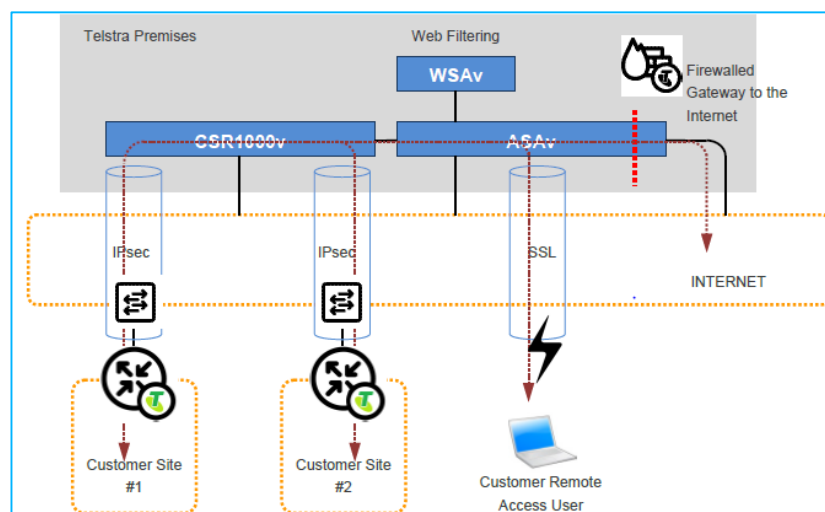 Telstra Premises
Web Filtering
WSAv
Firewalled
Gateway to the
Internet
CSR1000v
ASAv
IPsec
IPsec
SSL
INTERNET
T
T
Customer Site
#1
Customer Site
#2
Customer Remote
Access User